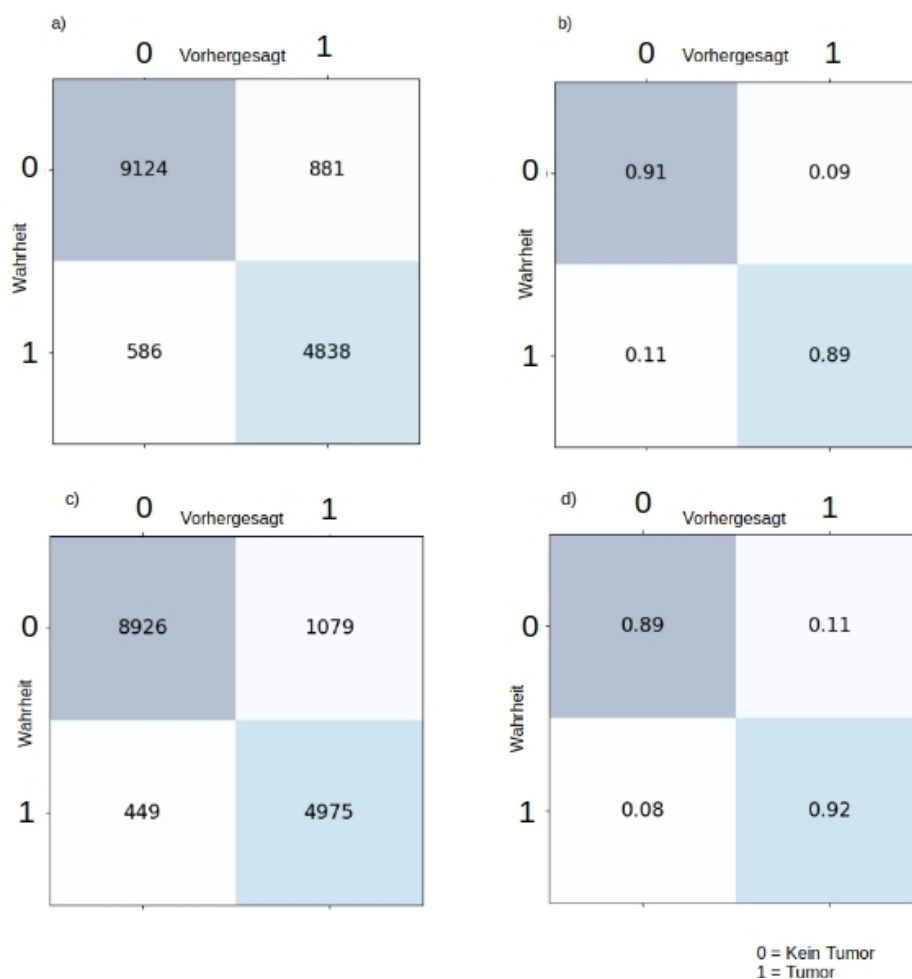 a)
0 Vorhergesagt 1
0 9124 881
Wahrheit
1 586 4838
b)
0 Vorhergesagt 1
0 0.91 0.09
Wahrheit
1 0.11 0.89
c)
0 Vorhergesagt 1
0 8926 1079
Wahrheit
1 449 4975
d)
0 Vorhergesagt 1
0 0.89 0.11
Wahrheit
1 0.08 0.92
0 = Kein Tumor
1 = Tumor